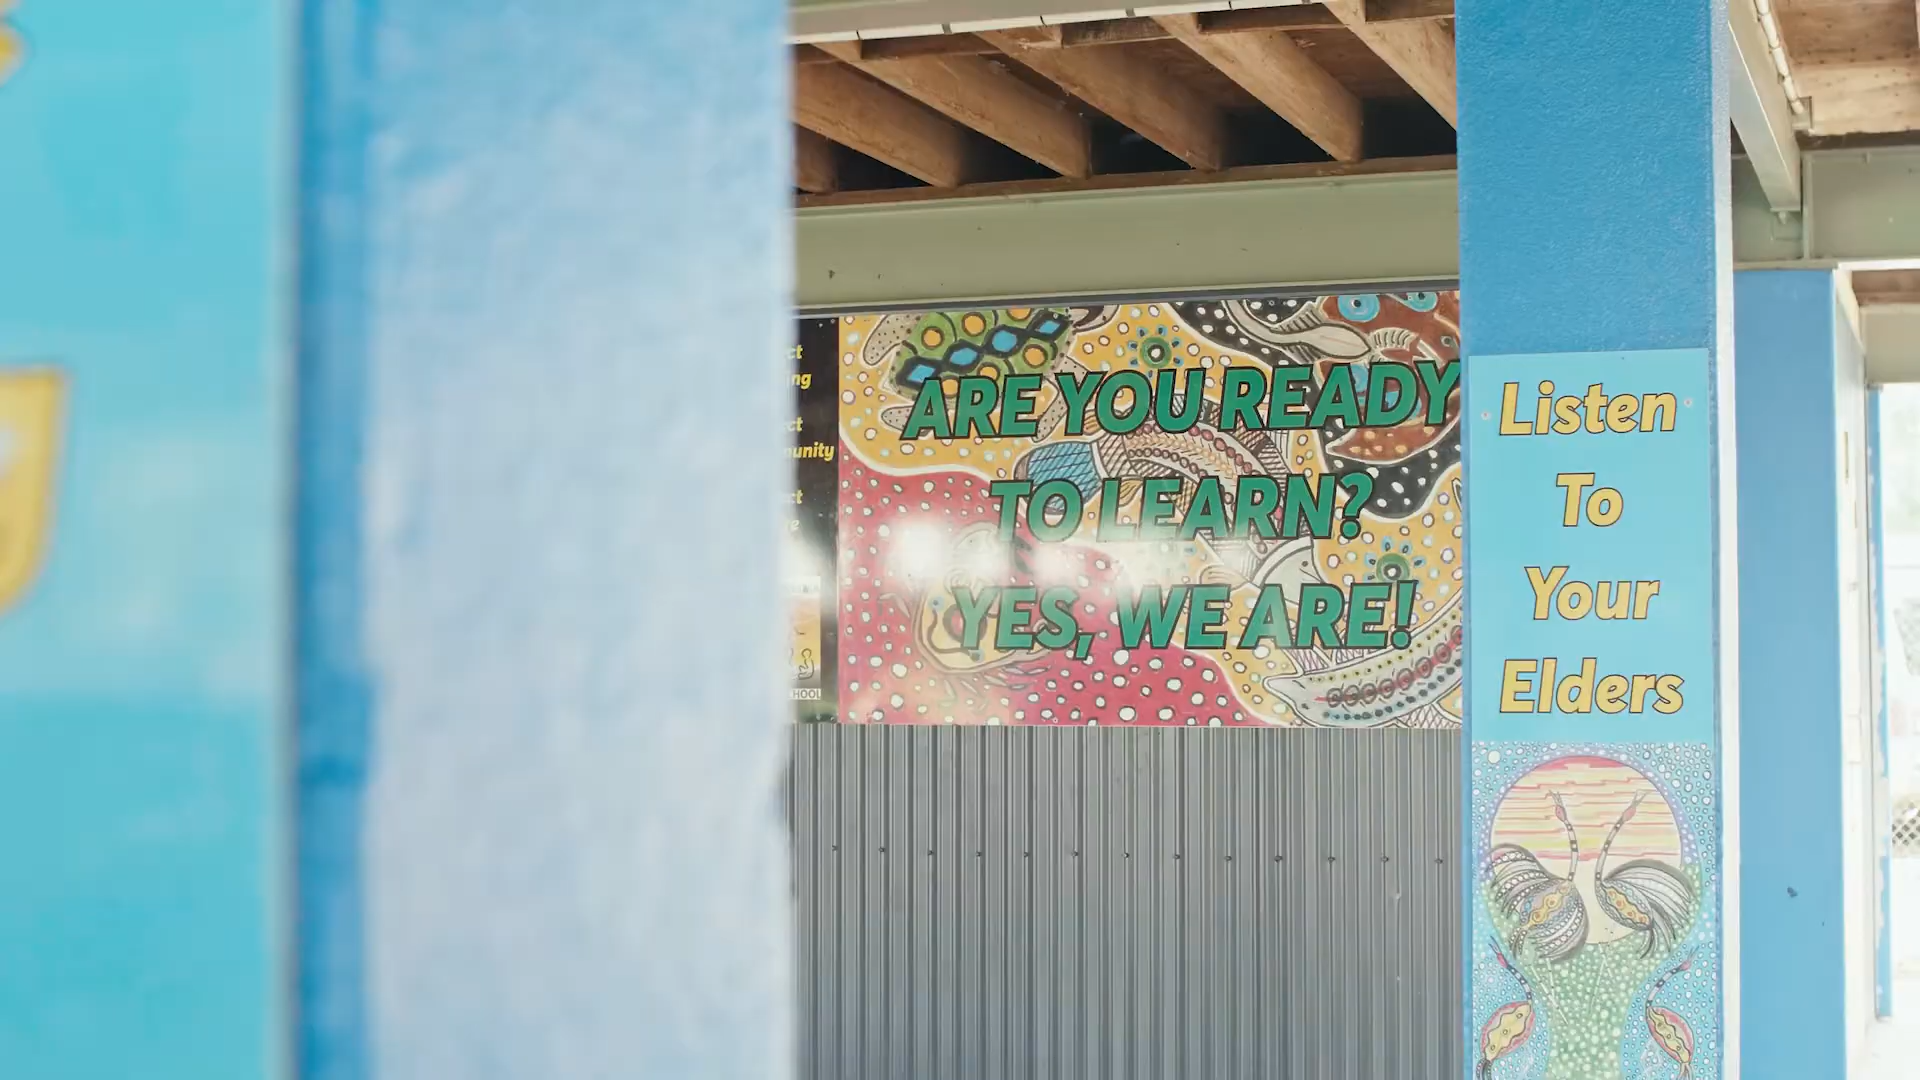 ARE YOU READY
TO LEARN?
YES, WE ARE!
Listen
To
Your
Elders